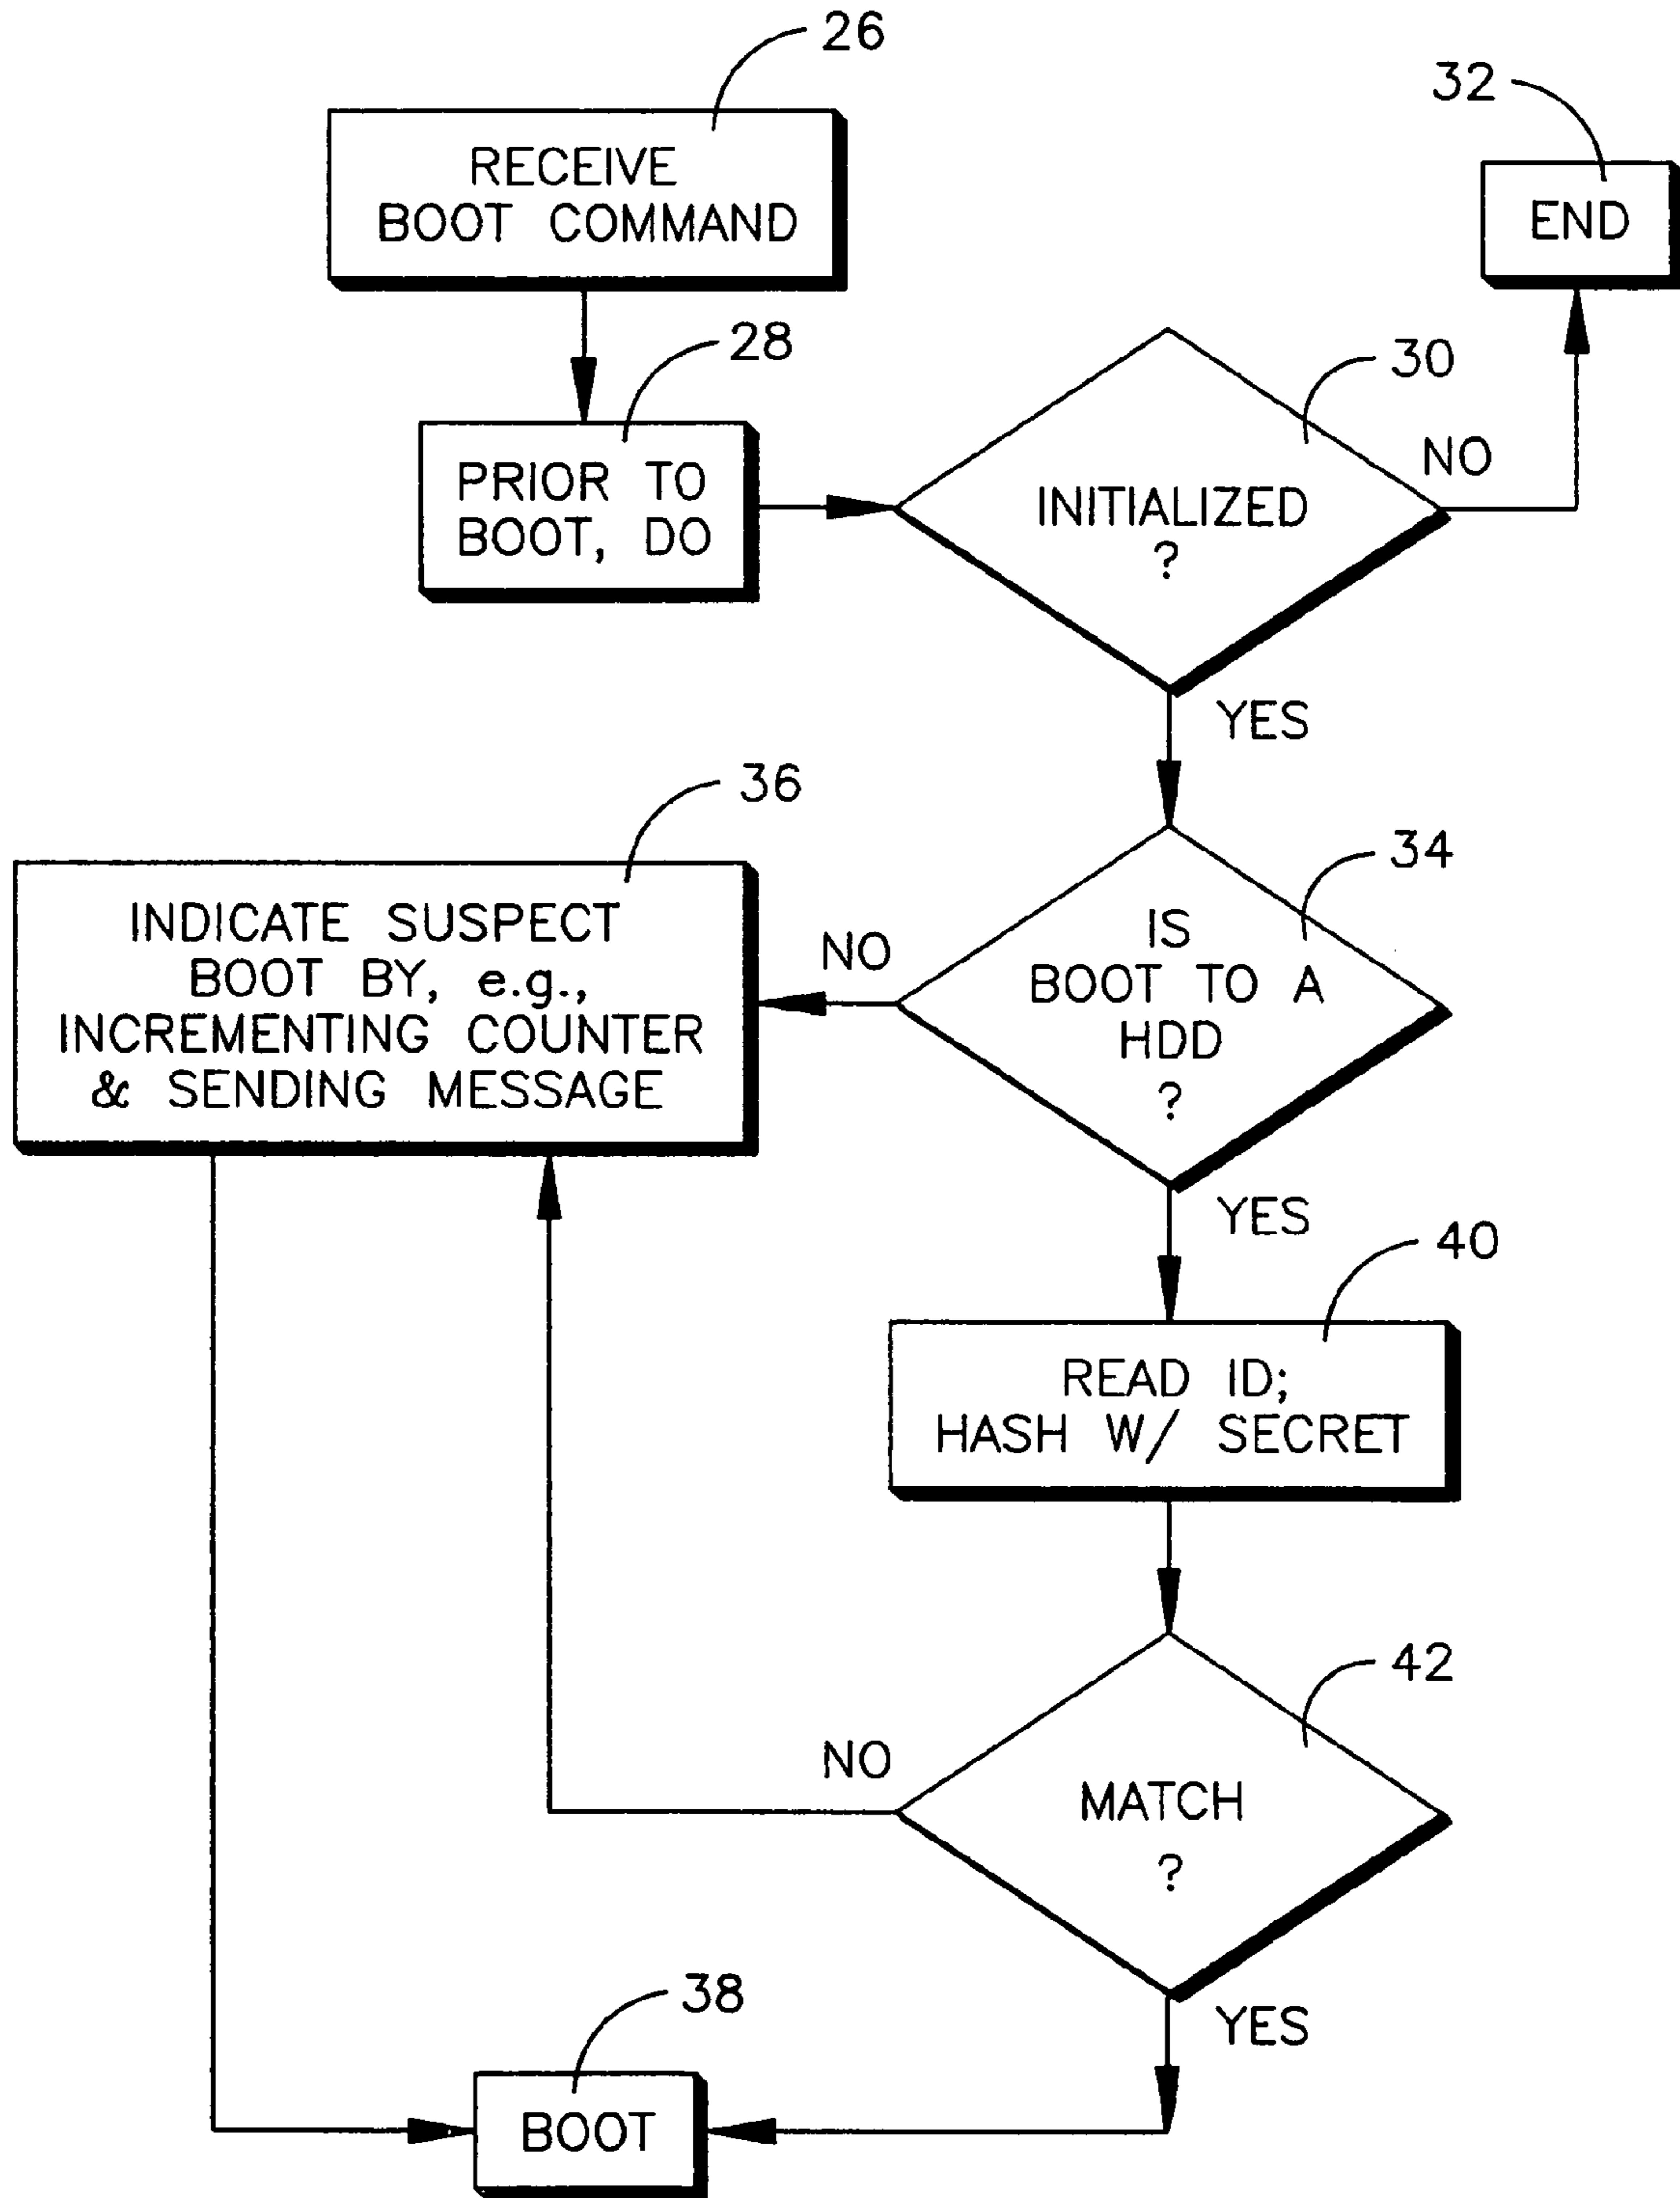 26
RECEIVE
BOOT COMMAND
32
END
28
PRIOR TO
BOOT, DO
30
INITIALIZED
?
NO
YES
36
INDICATE SUSPECT
BOOT BY, e.g.,
INCREMENTING COUNTER
& SENDING MESSAGE
NO
34
IS
BOOT TO A
HDD
?
YES
40
READ ID;
HASH W/ SECRET
42
MATCH
?
NO
YES
38
BOOT